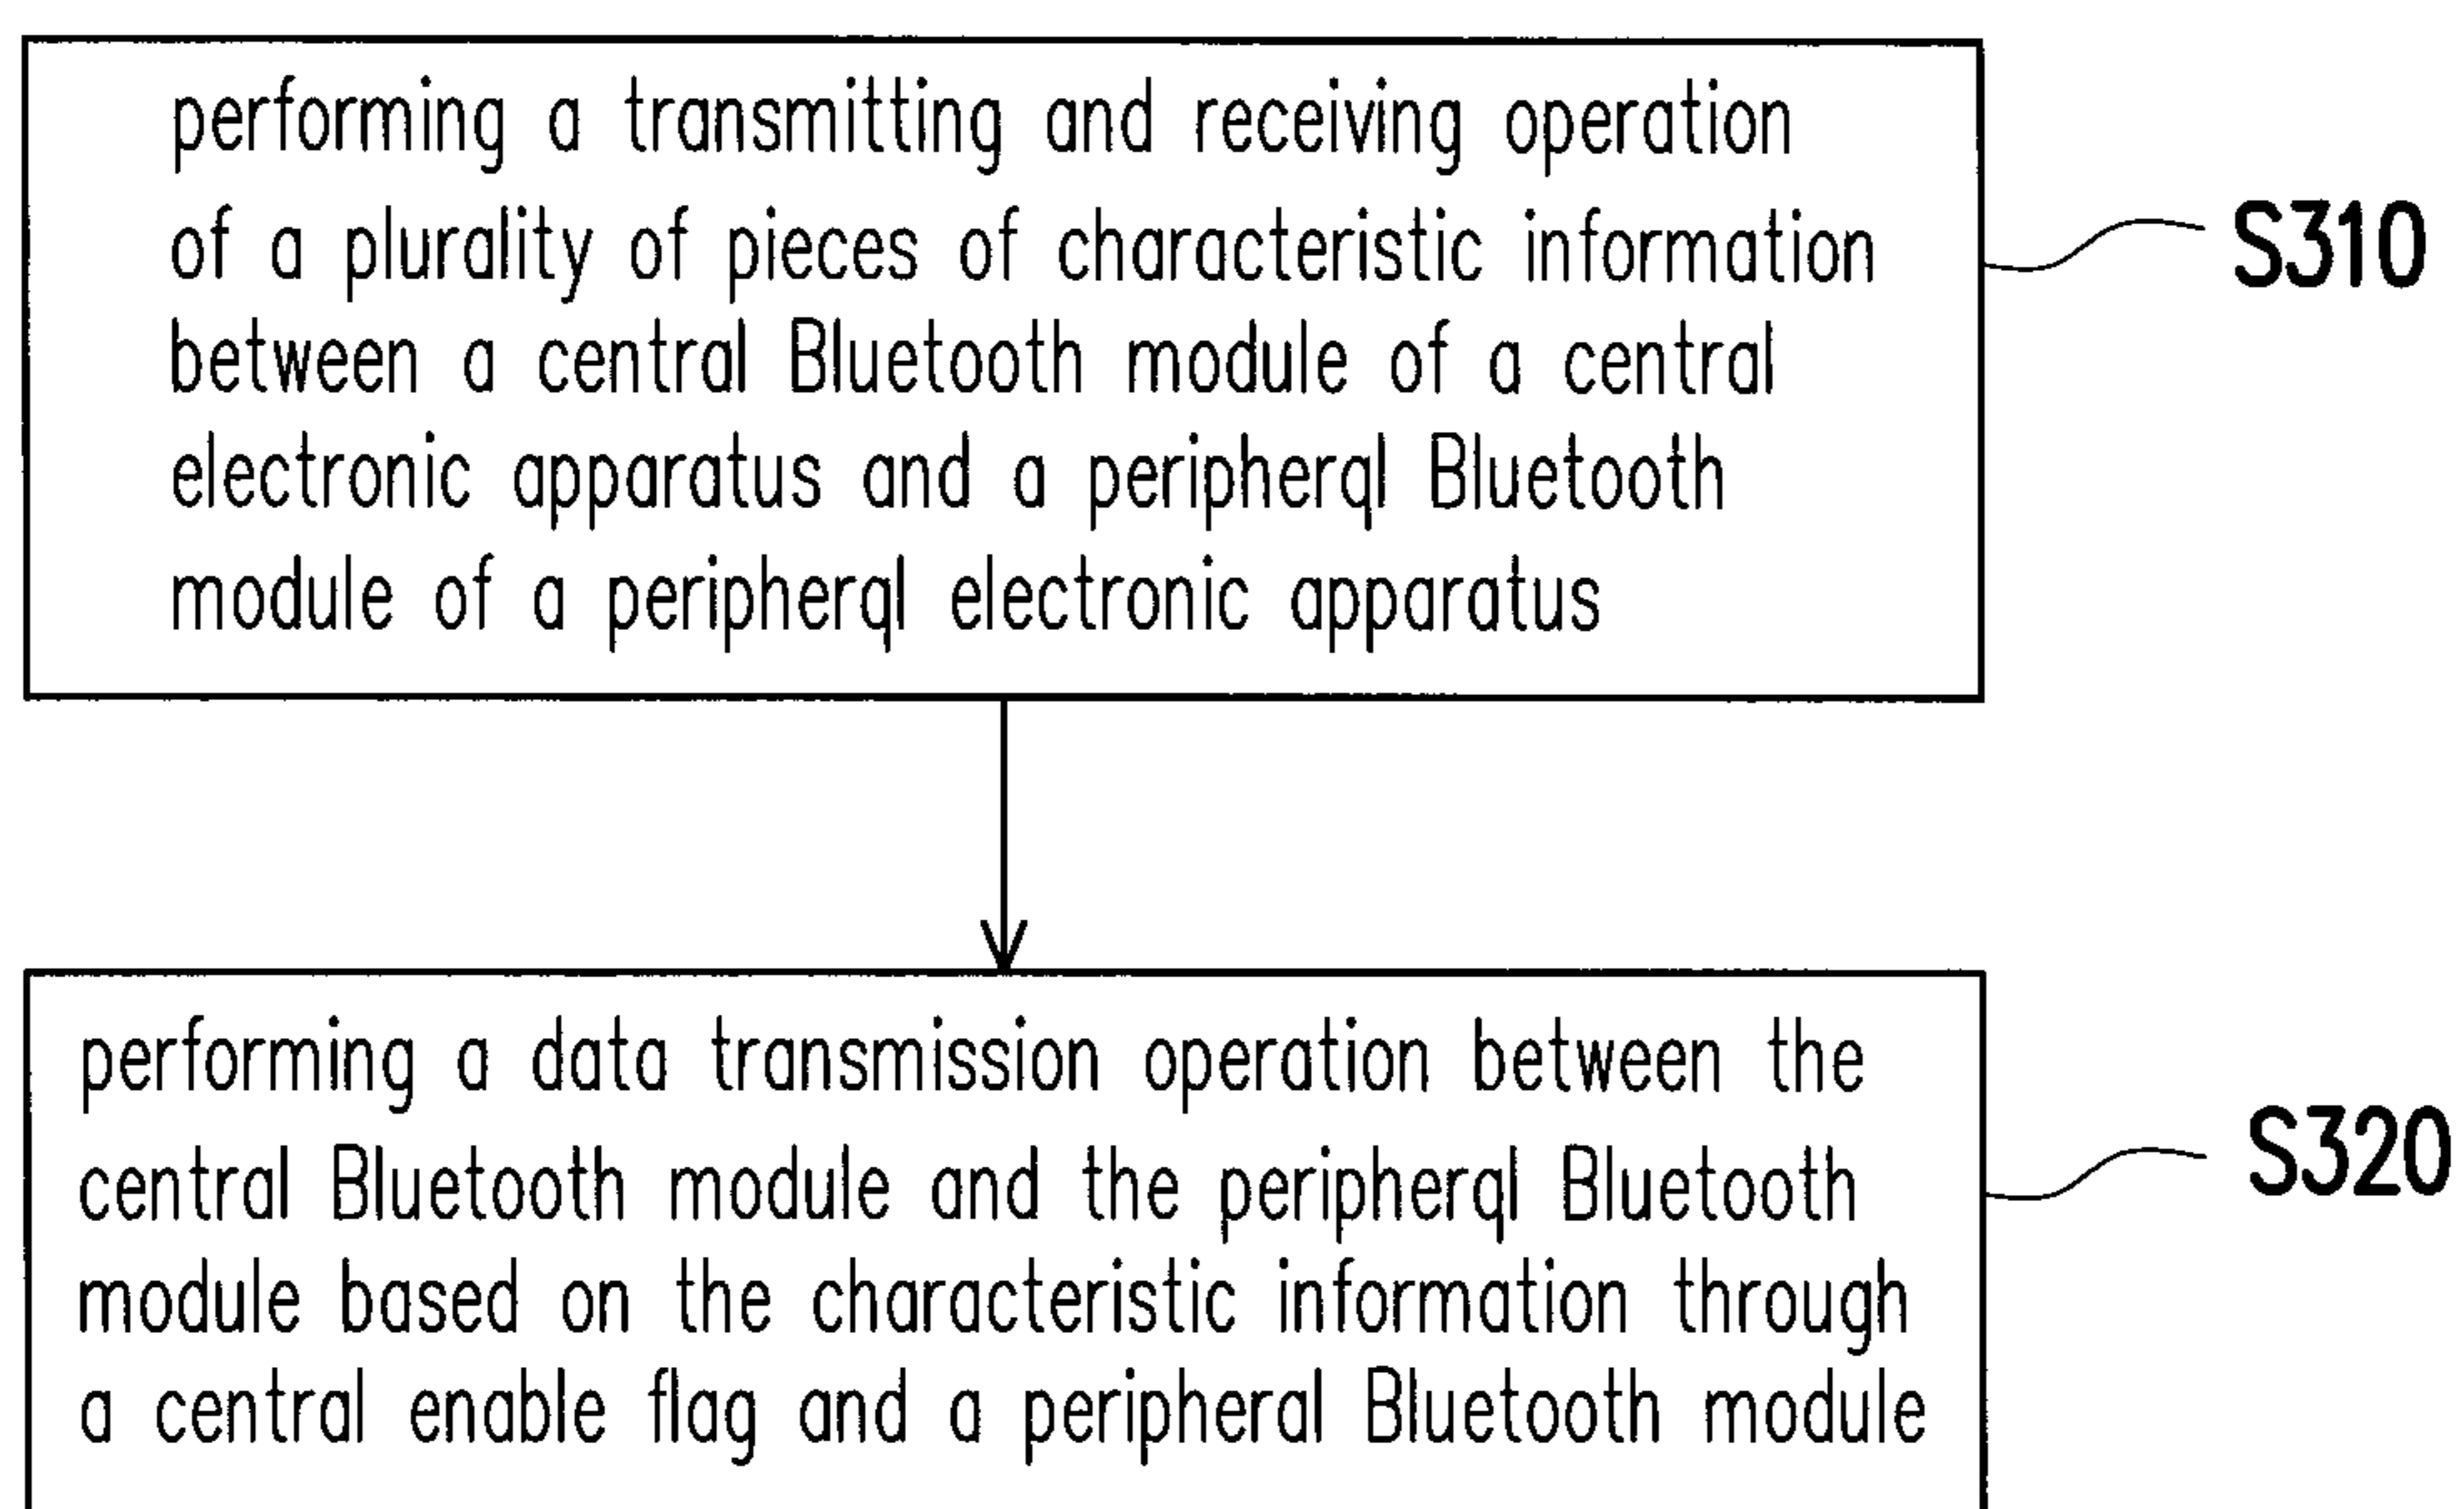 performing a transmitting and receiving operation
of a plurality of pieces of characteristic information
between a central Bluetooth module of a central
electronic apparatus and a peripherql Bluetooth
module of a peripherql electronic apparatus
S310
performing a data transmission operation between the
central Bluetooth module and the peripherql Bluetooth
module based on the characteristic information through
a central enable flag and a peripheral Bluetooth module
S320